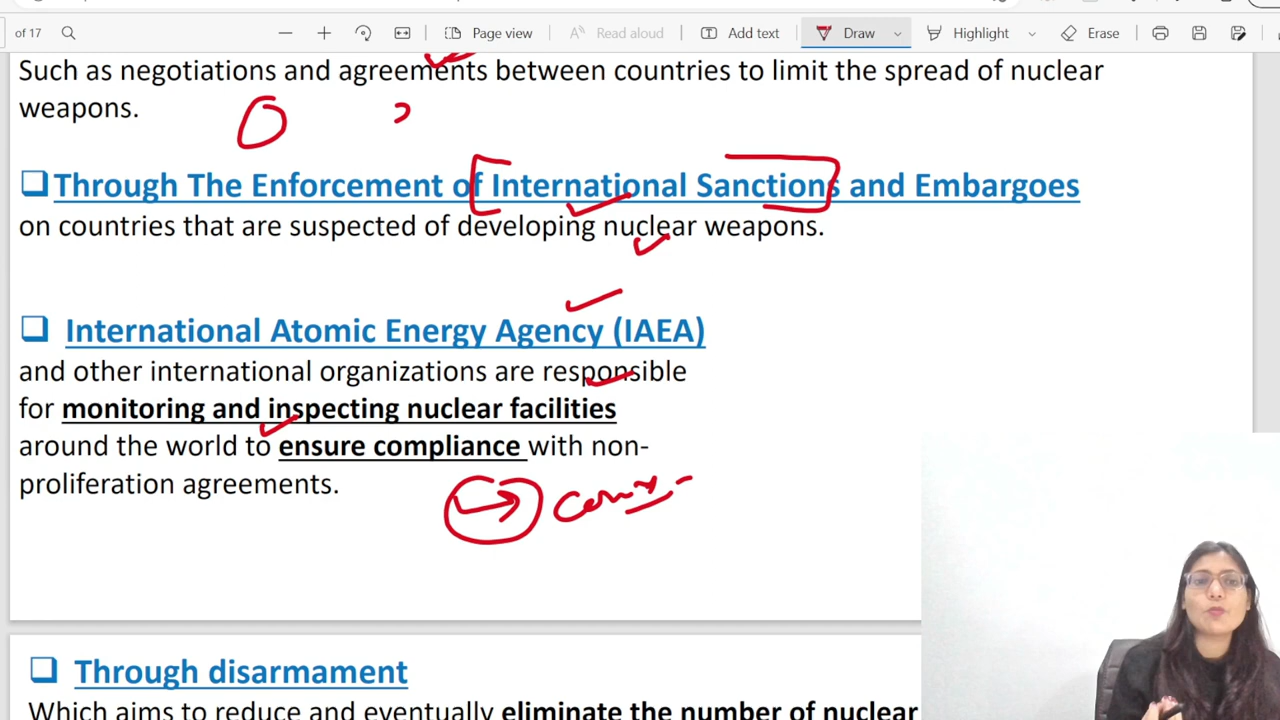 of 17
Page view
Read aloud
Add text
Draw
Highlight
Erase
Such as negotiations and agreements between countries to limit the spread of nuclear
weapons.
Through The Enforcement of International Sanctions and Embargoes
on countries that are suspected of developing nuclear weapons.
International Atomic Energy Agency (IAEA)
and other international organizations are responsible
for monitoring and inspecting nuclear facilities
around the world to ensure compliance with non-
proliferation agreements.
Through disarmament
Which aims to reduce and eventually eliminate the number of nuclear